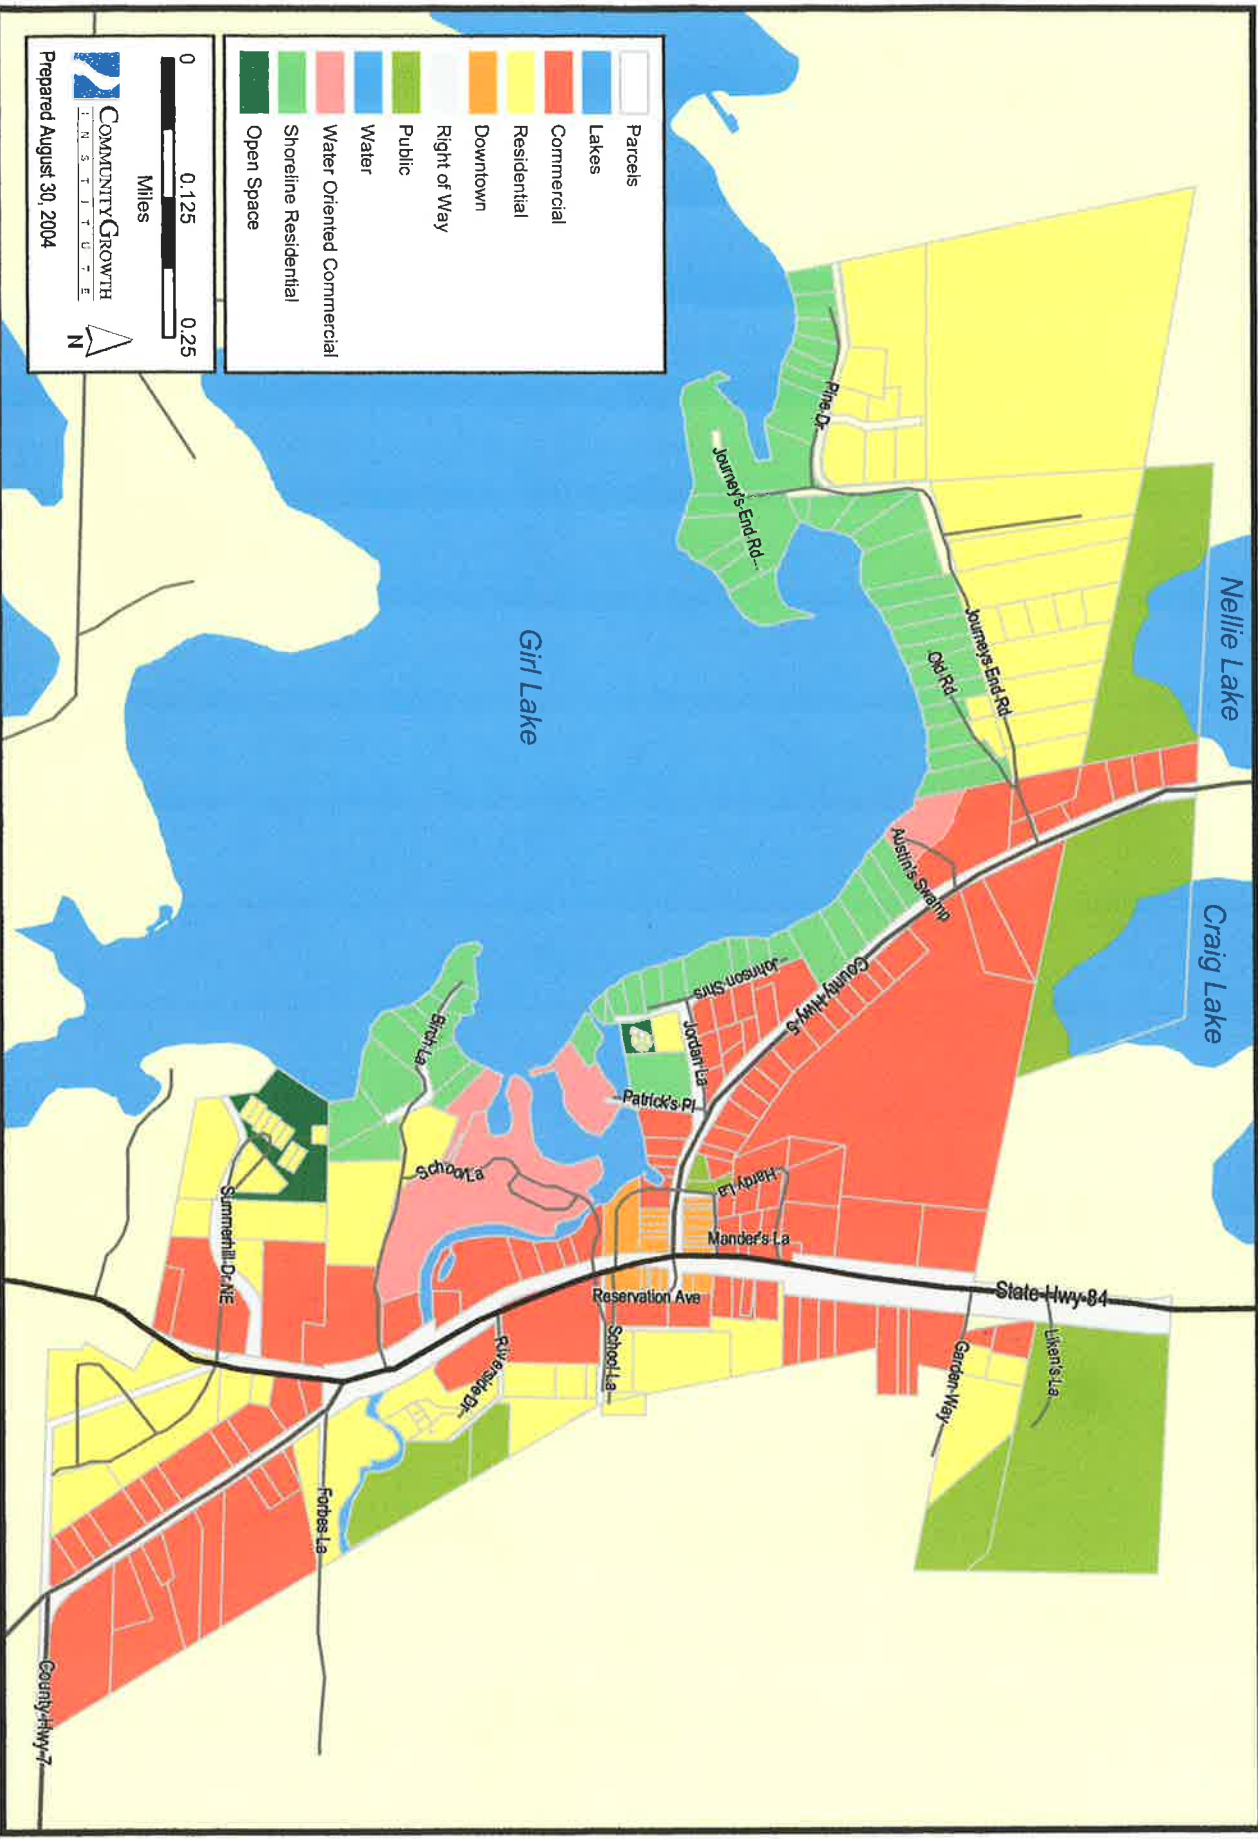 Parcels
Lakes
Commercial
Residential
Downtown
Right of Way
Public
Water
Water Oriented Commercial
Shoreline Residential
Open Space
0 0.125 0.25
Miles
COMMUNITY GROWTH
INSTITUTE
N
Prepared August 30, 2004
Nellie Lake
Craig Lake
Girl Lake
Pine Dr
Journey's End Rd
Journeys End Rd
Old Rd
Austin's Swamp
County Hwy 5
Johnson Shrs
Jordan La
Patrick's Pl
Hardy La
Mander's La
State Hwy 84
Liken's La
Garden Way
Reservation Ave
School La
School La
Birch La
Riverside Dr
Summerhill Dr NE
Forbes La
County Hwy 7